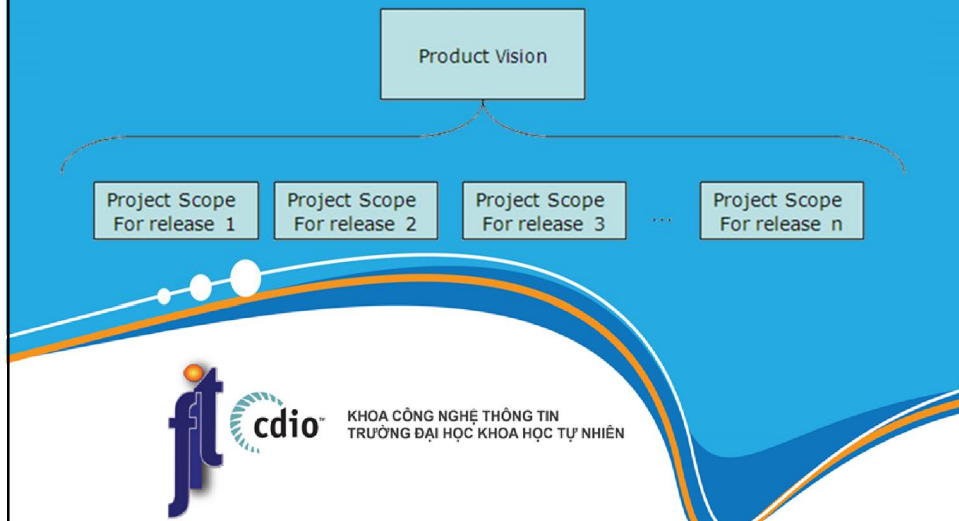 Product Vision
Project Scope
For release 1
Project Scope
For release 2
Project Scope
For release 3
...
Project Scope
For release n
fit
cdio™
KHOA CÔNG NGHỆ THÔNG TIN
TRƯỜNG ĐẠI HỌC KHOA HỌC TỰ NHIÊN